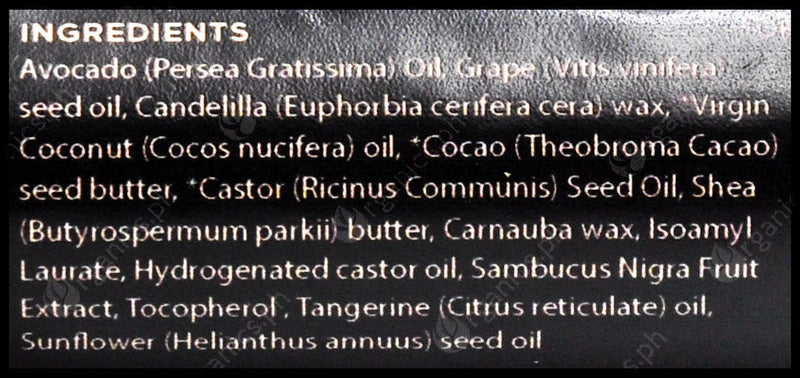 INGREDIENTS
Avocado (Persea Gratissima) Oil, Grape (Vitis vinifera)
seed oil, Candelilla (Euphorbia cerifera cera) wax, *Virgin
Coconut (Cocos nucifera) oil, *Cocao (Theobroma Cacao)
seed butter, *Castor (Ricinus Communis) Seed Oil, Shea
(Butyrospermum parkii) butter, Carnauba wax, Isoamyl
Laurate, Hydrogenated castor oil, Sambucus Nigra Fruit
Extract, Tocopherol, Tangerine (Citrus reticulate) oil,
Sunflower (Helianthus annuus) seed oil